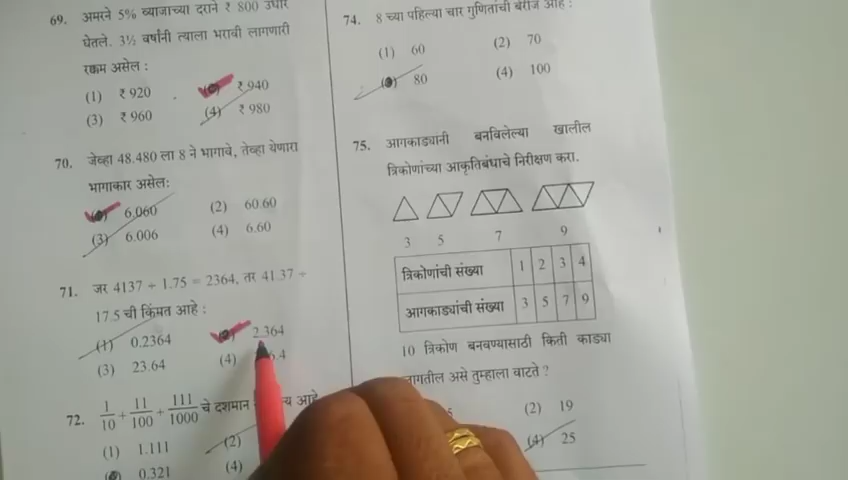 69. अमरने 5% व्याजाच्या दराने ₹ 800 उधार
घेतले. 3½ वर्षांनी त्याला भरावी लागणारी
रक्कम असेल :
(1) ₹ 920
₹ 940
(3) ₹ 960
(4) ₹ 980
70. जेव्हा 48.480 ला 8 ने भागावे, तेव्हा येणारा
भागाकार असेल:
6.060
(2) 60.60
(3) 6.006
(4) 6.60
71. जर 4137 ÷ 1.75 = 2364, तर 41.37 ÷
17.5 ची किंमत आहे :
(1) 0.2364
(2) 2.364
(3) 23.64
(4)
72. 1/10 + 11/100 + 111/1000 चे दशमान
(1) 1.111
(2)
0.321
(4)
74. 8 च्या पहिल्या चार गुणितांची बेरीज आहे :
(1) 60
(2) 70
(3) 80
(4) 100
75. आगकाड्यांनी बनविलेल्या खालील
त्रिकोणांच्या आकृतिबंधाचे निरीक्षण करा.
3 5 7 9
त्रिकोणांची संख्या 1 2 3 4
आगकाड्यांची संख्या 3 5 7 9
10 त्रिकोण बनवण्यासाठी किती काड्या
लागतील असे तुम्हाला वाटते ?
(2) 19
(4) 25